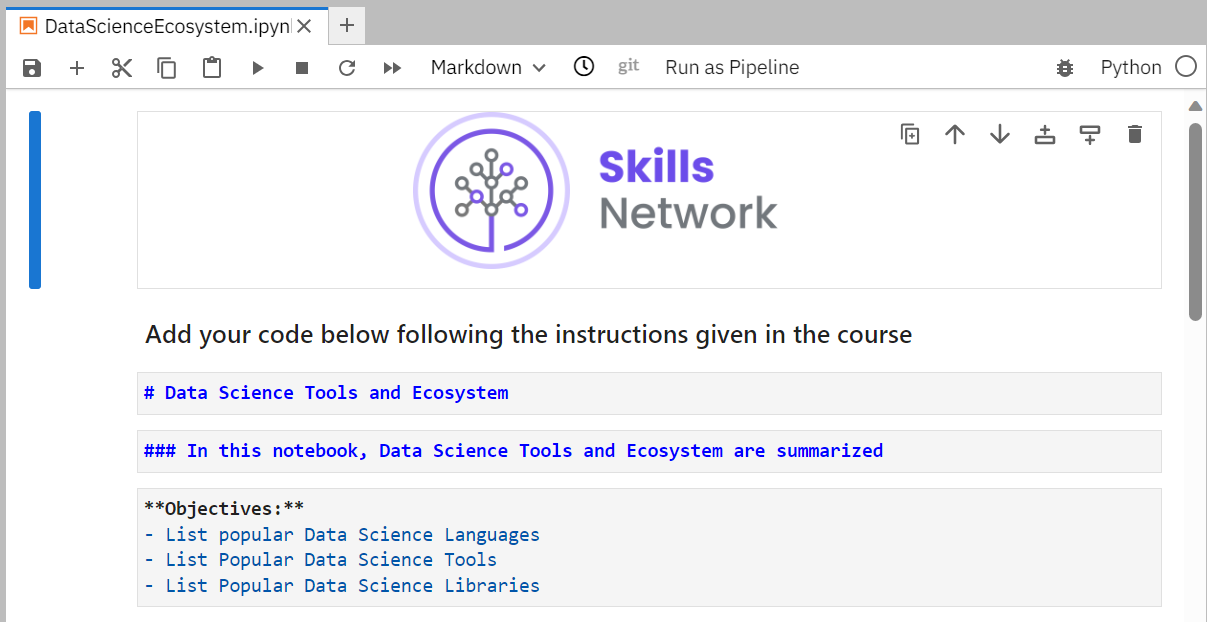 DataScienceEcosystem.ipyn
Markdown git Run as Pipeline Python
Skills
Network
Add your code below following the instructions given in the course
# Data Science Tools and Ecosystem
### In this notebook, Data Science Tools and Ecosystem are summarized
**Objectives:**
- List popular Data Science Languages
- List Popular Data Science Tools
- List Popular Data Science Libraries